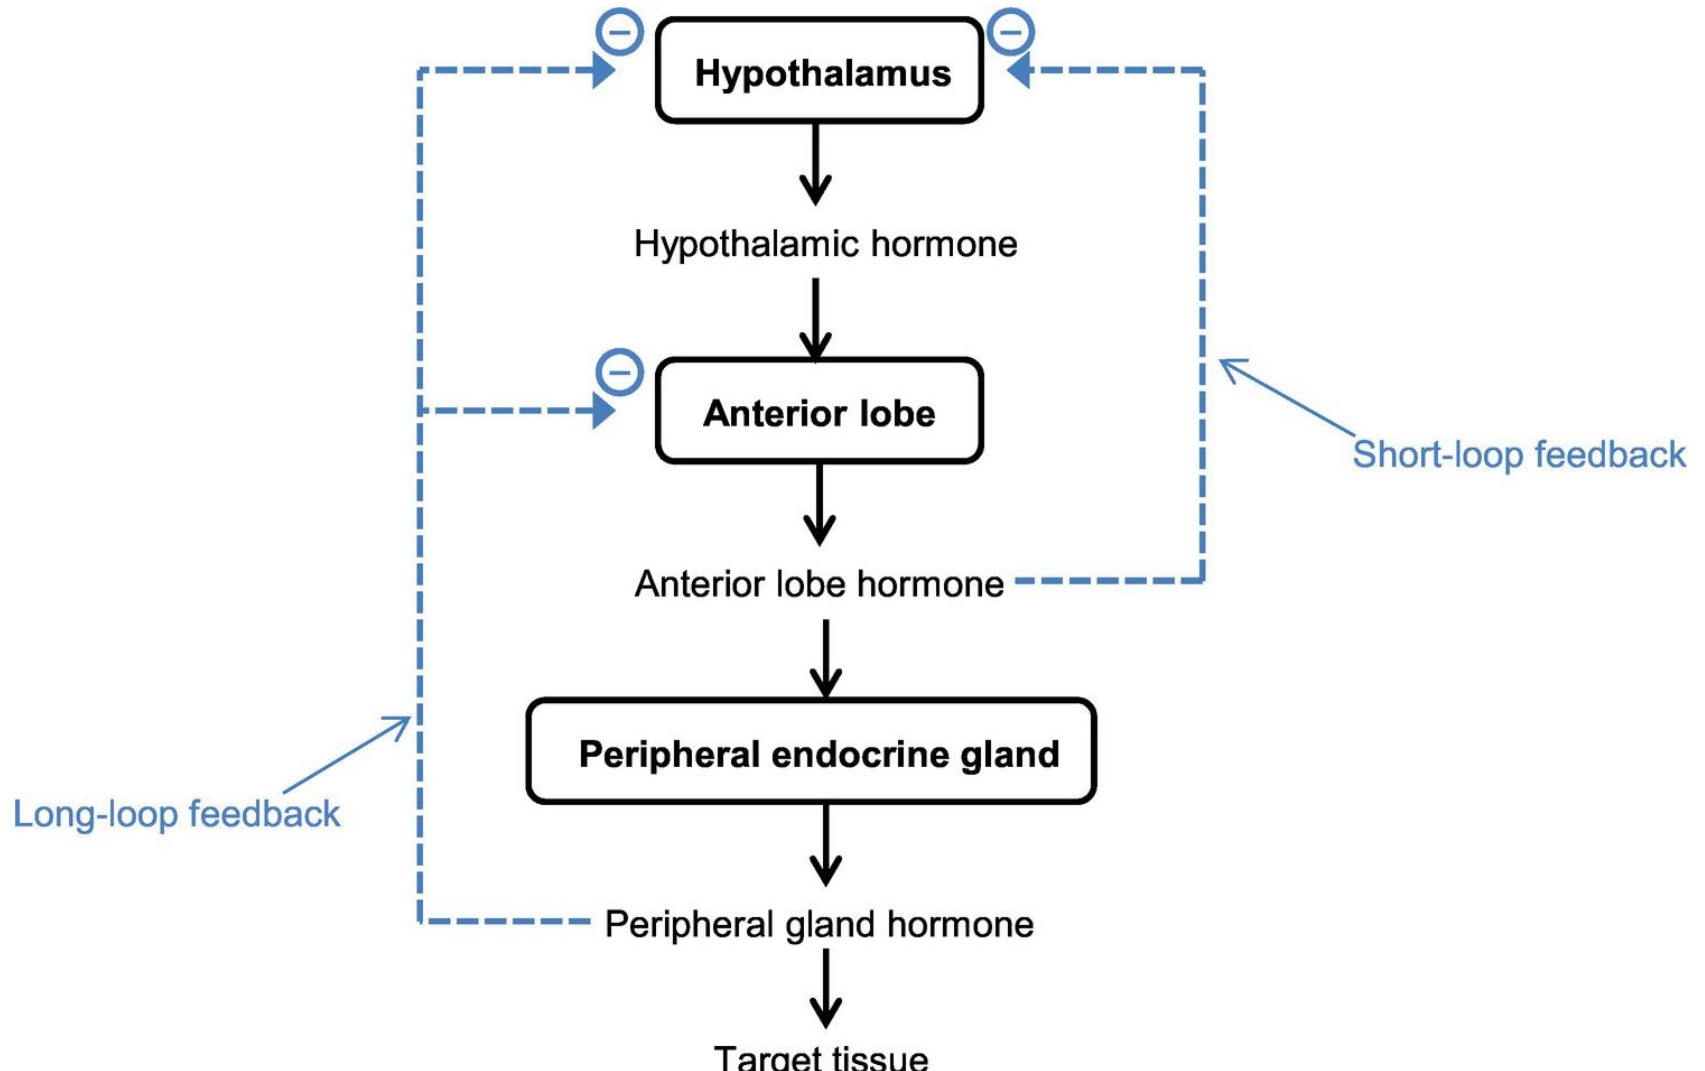 −
−
Hypothalamus
Hypothalamic hormone
−
Anterior lobe
Short-loop feedback
Anterior lobe hormone
Peripheral endocrine gland
Long-loop feedback
Peripheral gland hormone
Target tissue